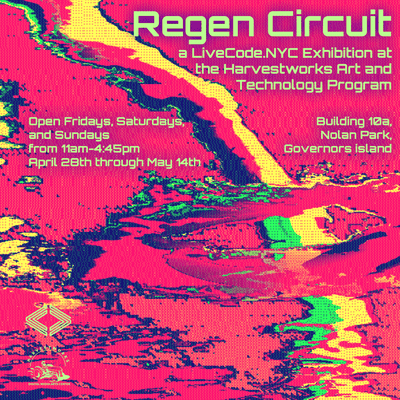 Regen Circuit
a LiveCode.NYC Exhibition at
the Harvestworks Art and
Technology Program
Open Fridays, Saturdays,
and Sundays
from 11am-4:45pm
April 28th through May 14th
Building 10a,
Nolan Park,
Governors island